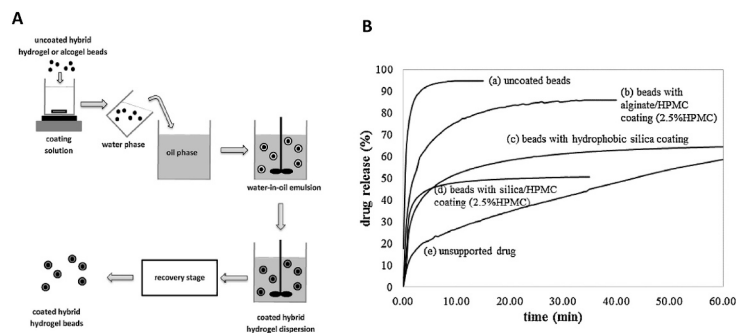 A
uncoated hybrid
hydrogel or alcogel beads
coating
solution
water phase
oil phase
water-in-oil emulsion
coated hybrid
hydrogel dispersion
recovery stage
coated hybrid
hydrogel beads
B
drug release (%)
100
90
80
70
60
50
40
30
20
10
0
(a) uncoated beads
(b) beads with
alginate/HPMC
coating (2.5%HPMC)
(c) beads with hydrophobic silica coating
(d) beads with silica/HPMC
coating (2.5%HPMC)
(e) unsupported drug
0.00 10.00 20.00 30.00 40.00 50.00 60.00
time (min)